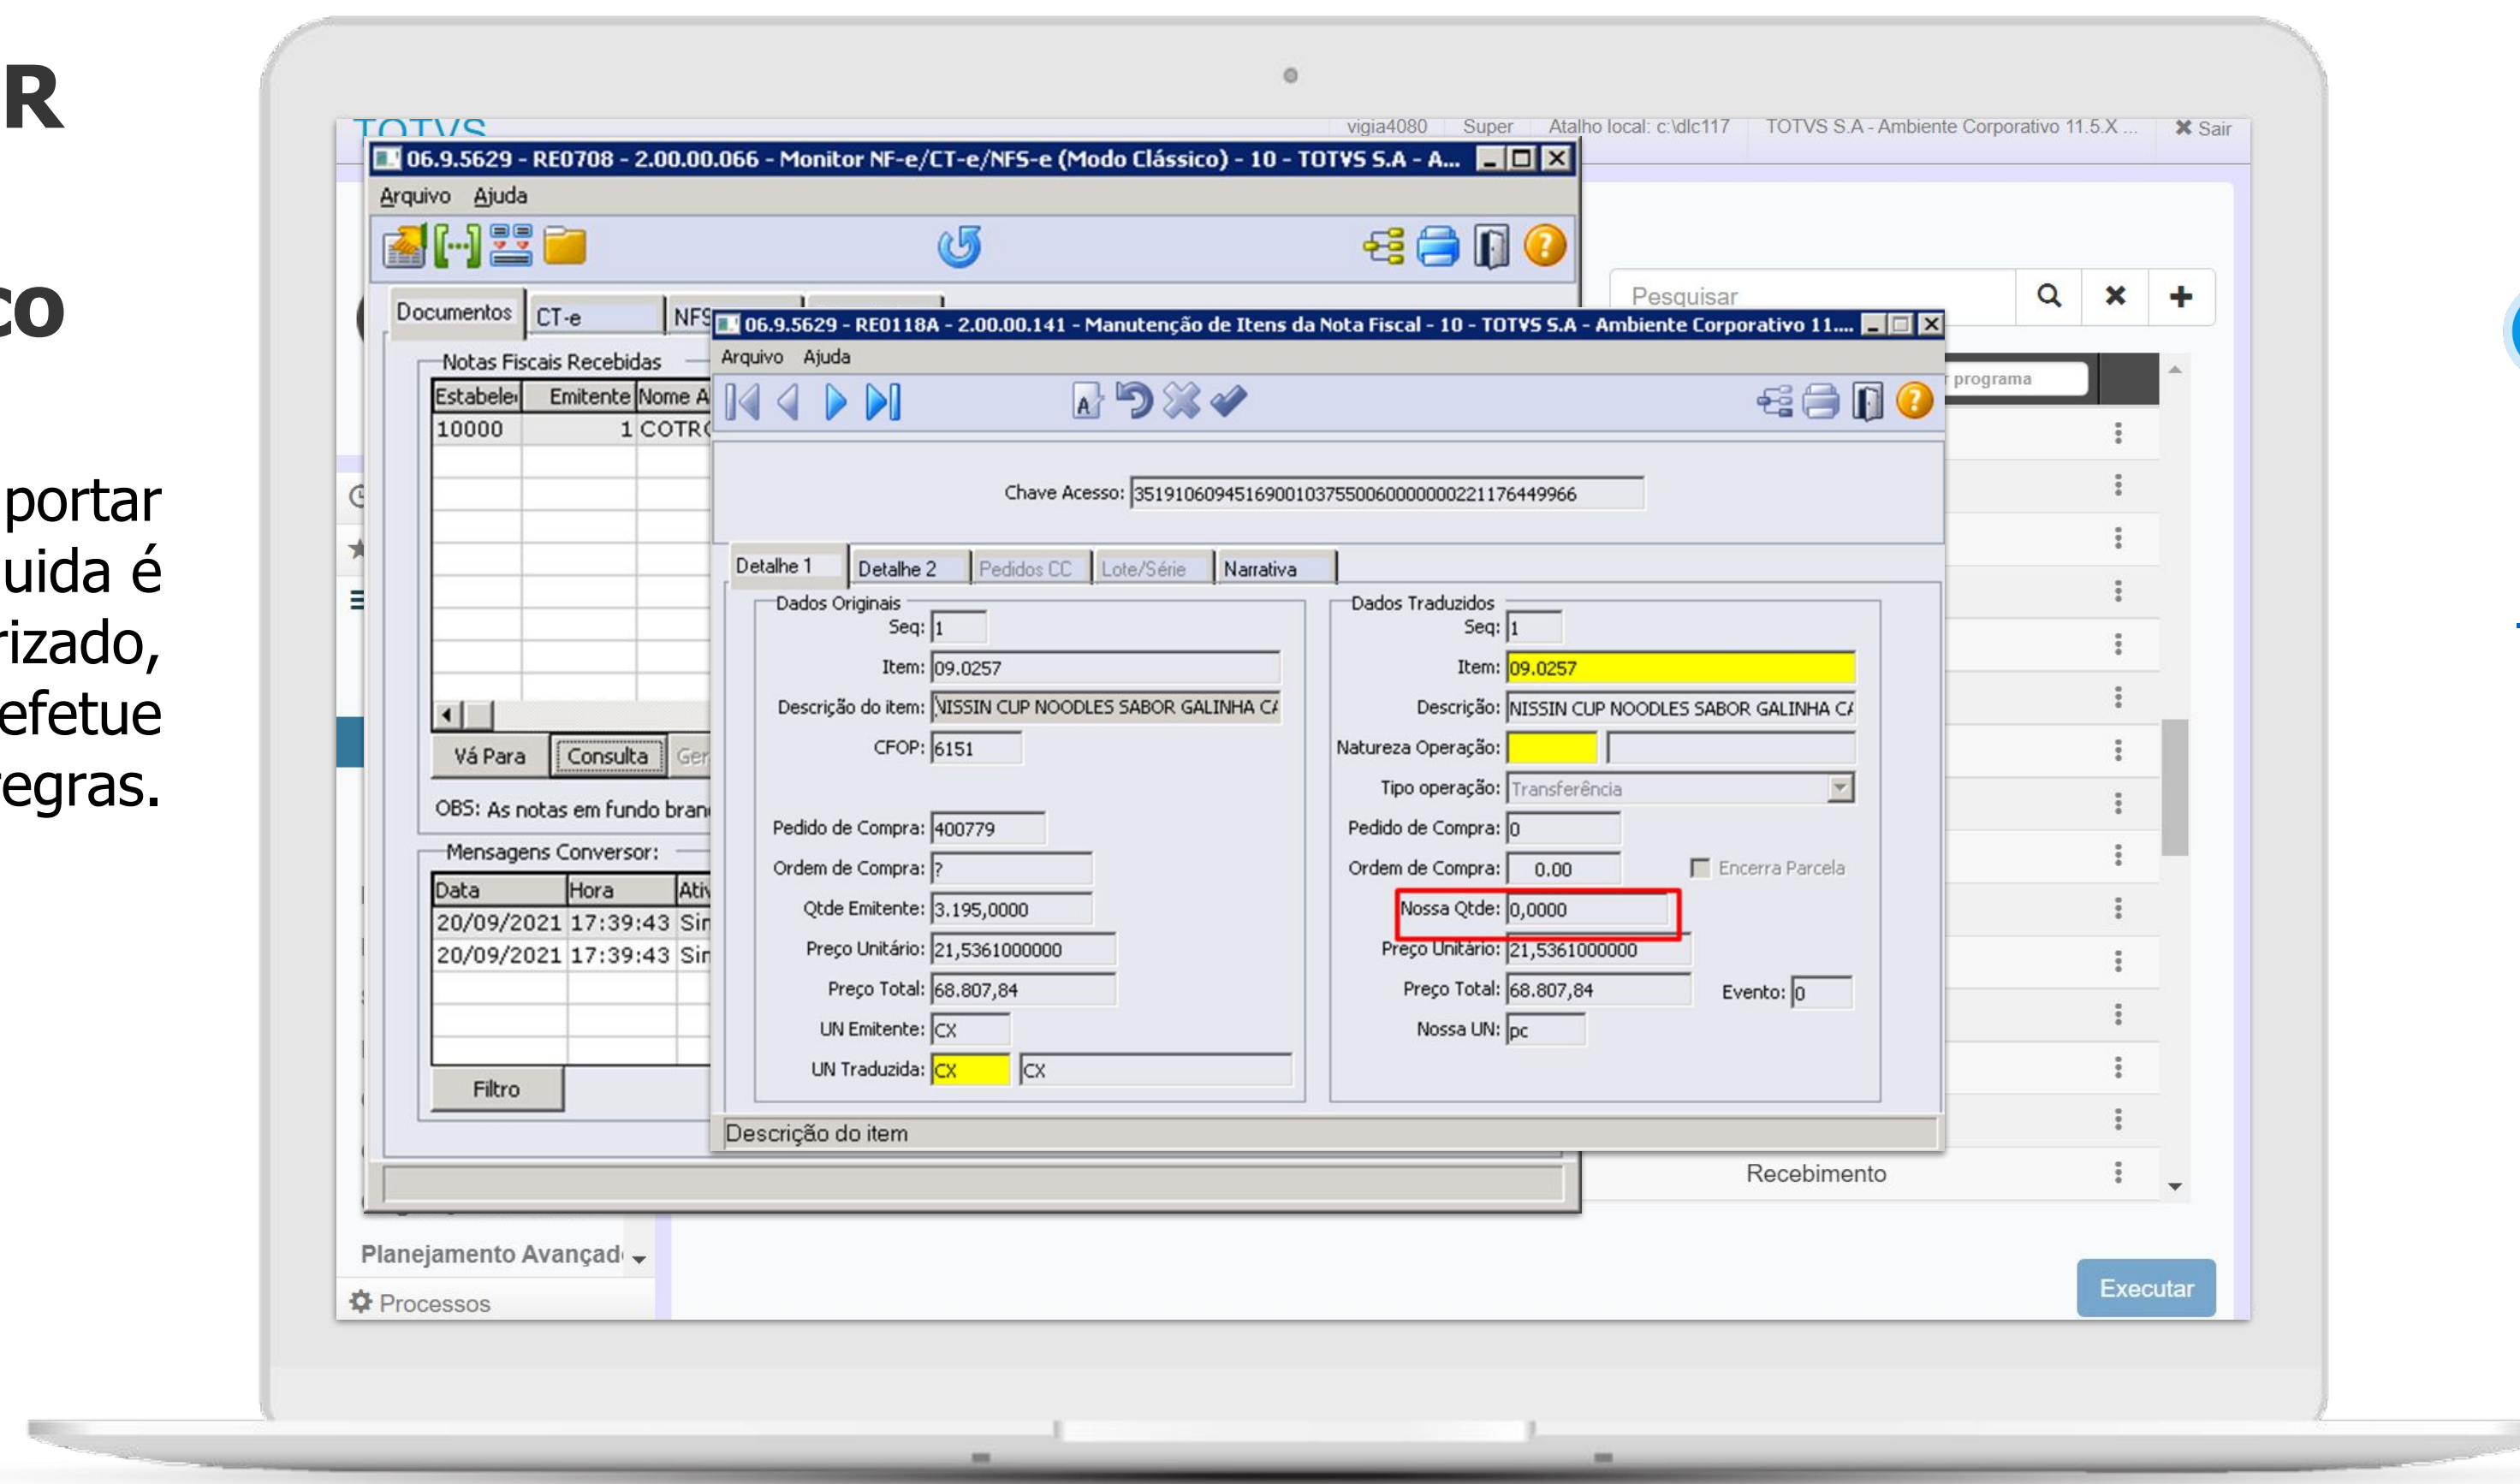 R
co
portar
uida é
rizado,
efetue
regras.
TOTVS
vigia4080 Super Atalho local: c:\dlc117 TOTVS S.A - Ambiente Corporativo 11.5.X ... Sair
06.9.5629 - RE0708 - 2.00.00.066 - Monitor NF-e/CT-e/NFS-e (Modo Clássico) - 10 - TOTVS S.A - A...
Arquivo Ajuda
Pesquisar
Documentos CT-e NFS
Notas Fiscais Recebidas
Estabele Emitente Nome A
10000 1 COTR
Vá Para Consulta Ger
OBS: As notas em fundo bran
Mensagens Conversor:
Data Hora Ativ
20/09/2021 17:39:43 Sin
20/09/2021 17:39:43 Sin
Filtro
06.9.5629 - RE0118A - 2.00.00.141 - Manutenção de Itens da Nota Fiscal - 10 - TOTVS S.A - Ambiente Corporativo 11....
Arquivo Ajuda
A
Chave Acesso: 35191060945169001037550060000000221176449966
Detalhe 1 Detalhe 2 Pedidos CC Lote/Série Narrativa
Dados Originais
Seq: 1
Item: 09.0257
Descrição do item: NISSIN CUP NOODLES SABOR GALINHA CA
CFOP: 6151
Pedido de Compra: 400779
Ordem de Compra: ?
Qtde Emitente: 3.195,0000
Preço Unitário: 21,5361000000
Preço Total: 68.807,84
UN Emitente: CX
UN Traduzida: CX CX
Dados Traduzidos
Seq: 1
Item: 09.0257
Descrição: NISSIN CUP NOODLES SABOR GALINHA CA
Natureza Operação:
Tipo operação: Transferência
Pedido de Compra: 0
Ordem de Compra: 0.00 Encerra Parcela
Nossa Qtde: 0,0000
Preço Unitário: 21,5361000000
Preço Total: 68.807,84 Evento: 0
Nossa UN: pc
Descrição do item
programa
Recebimento
Planejamento Avançad
Processos
Executar